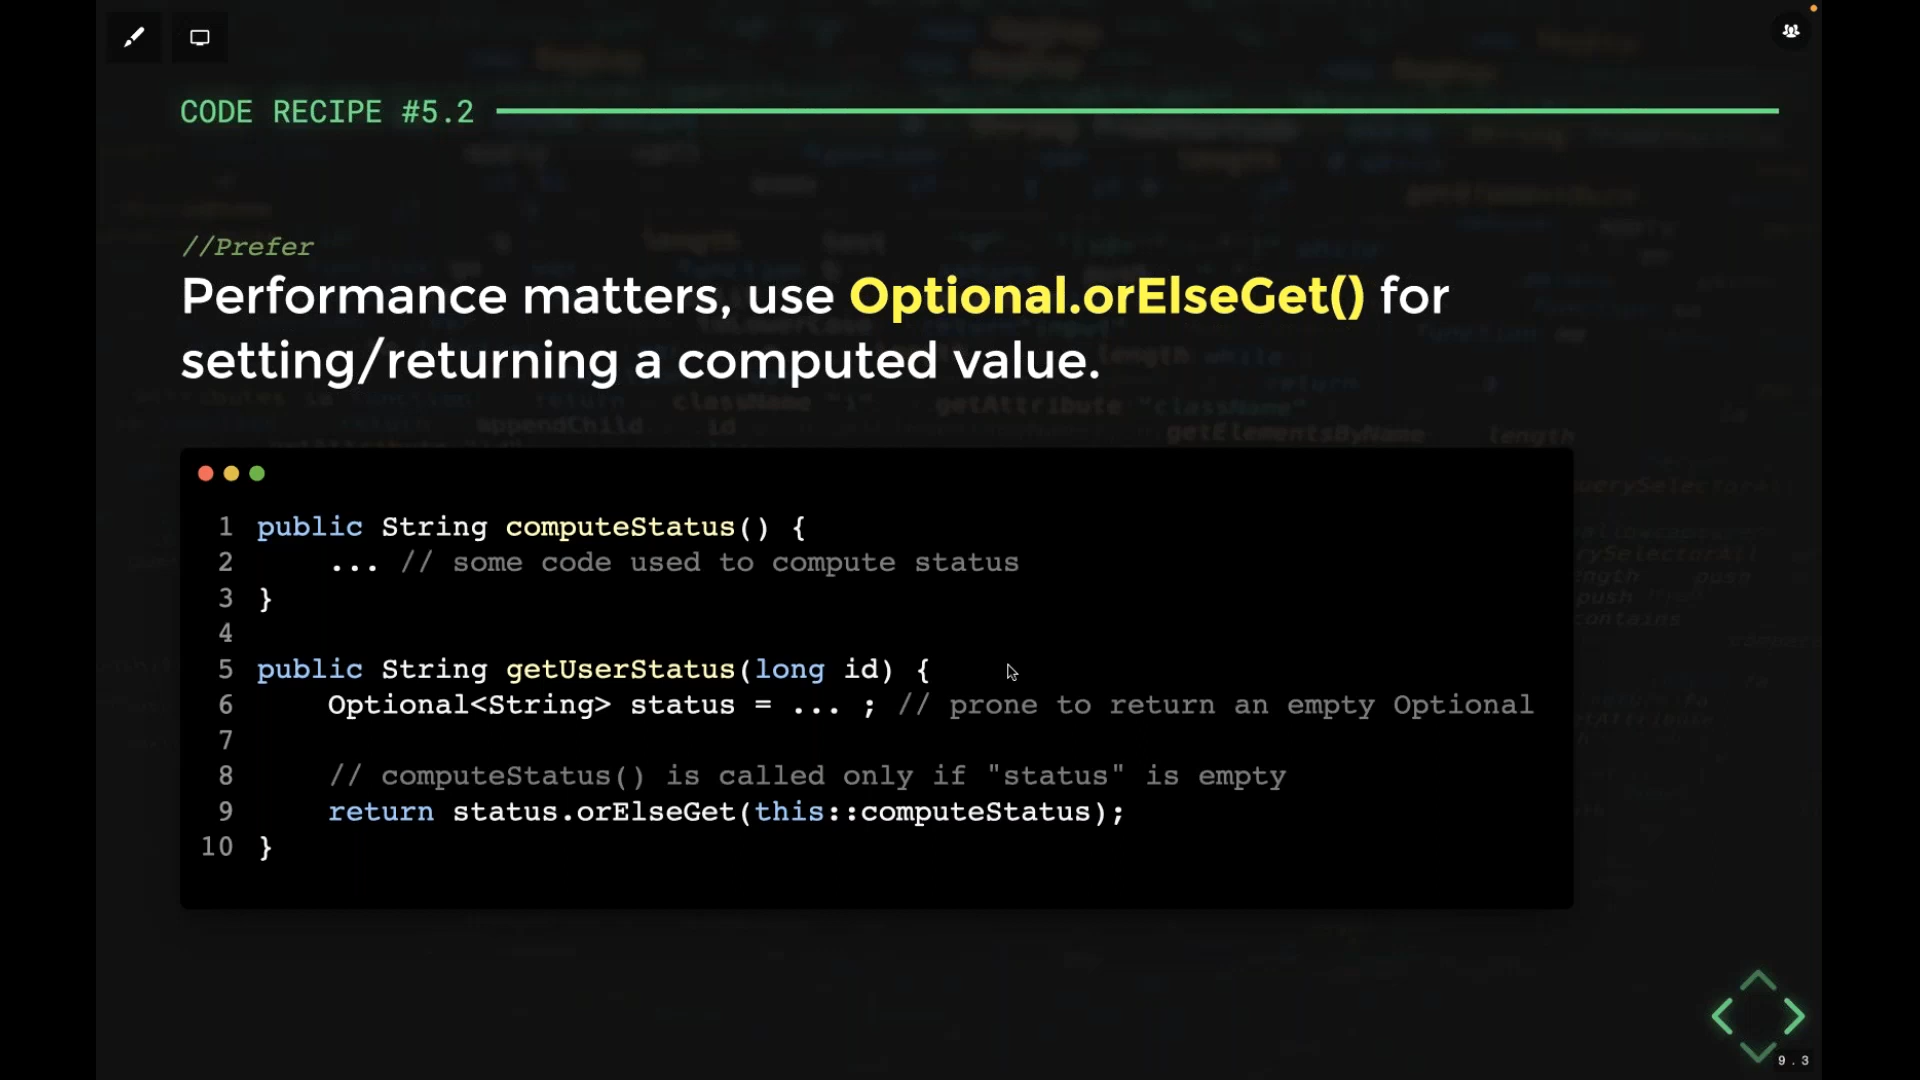 CODE RECIPE #5.2
//Prefer
Performance matters, use Optional.orElseGet() for
setting/returning a computed value.
1 public String computeStatus() {
2 ... // some code used to compute status
3 }
4
5 public String getUserStatus(long id) {
6 Optional<String> status = ... ; // prone to return an empty Optional
7
8 // computeStatus() is called only if "status" is empty
9 return status.orElseGet(this::computeStatus);
10 }
9.3